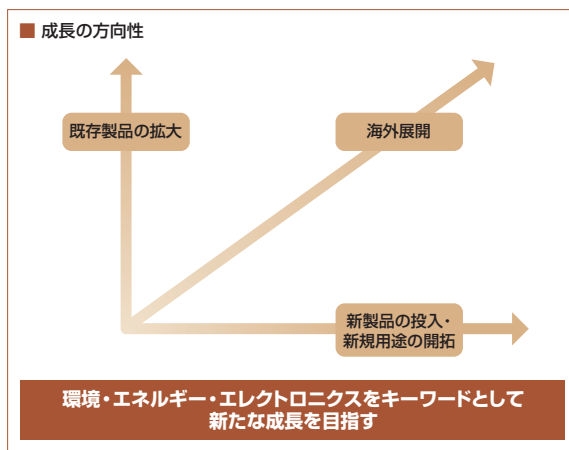 ■ 成長の方向性
既存製品の拡大
海外展開
新製品の投入・
新規用途の開拓
環境・エネルギー・エレクトロニクスをキーワードとして
新たな成長を目指す